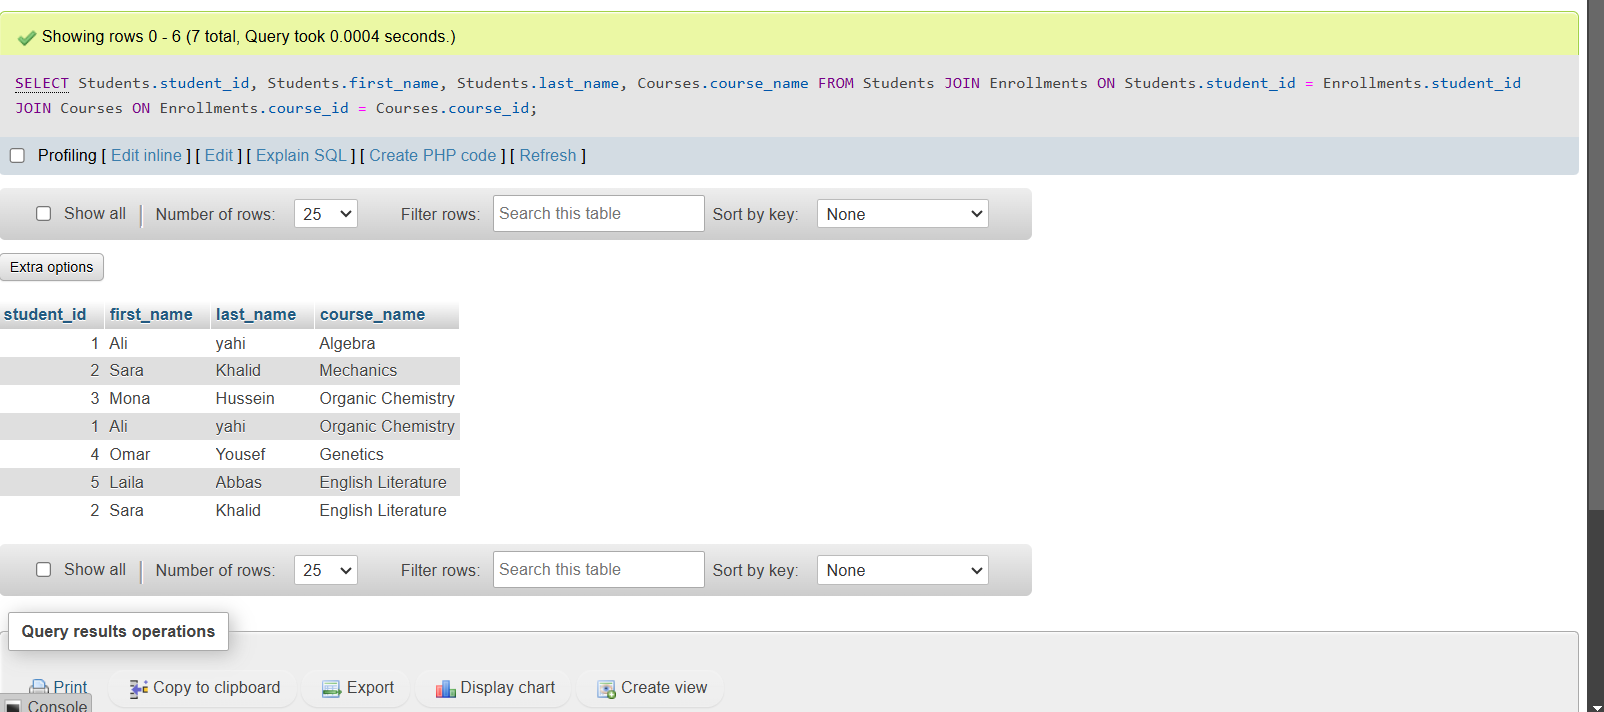 Showing rows 0 - 6 (7 total, Query took 0.0004 seconds.)
SELECT Students.student_id, Students.first_name, Students.last_name, Courses.course_name FROM Students JOIN Enrollments ON Students.student_id = Enrollments.student_id
JOIN Courses ON Enrollments.course_id = Courses.course_id;
Profiling [ Edit inline ] [ Edit ] [ Explain SQL ] [ Create PHP code ] [ Refresh ]
Show all | Number of rows: 25 Filter rows: Search this table Sort by key: None
Extra options
student_id first_name last_name course_name
1 Ali yahi Algebra
2 Sara Khalid Mechanics
3 Mona Hussein Organic Chemistry
1 Ali yahi Organic Chemistry
4 Omar Yousef Genetics
5 Laila Abbas English Literature
2 Sara Khalid English Literature
Show all | Number of rows: 25 Filter rows: Search this table Sort by key: None
Query results operations
Print Copy to clipboard Export Display chart Create view
Console